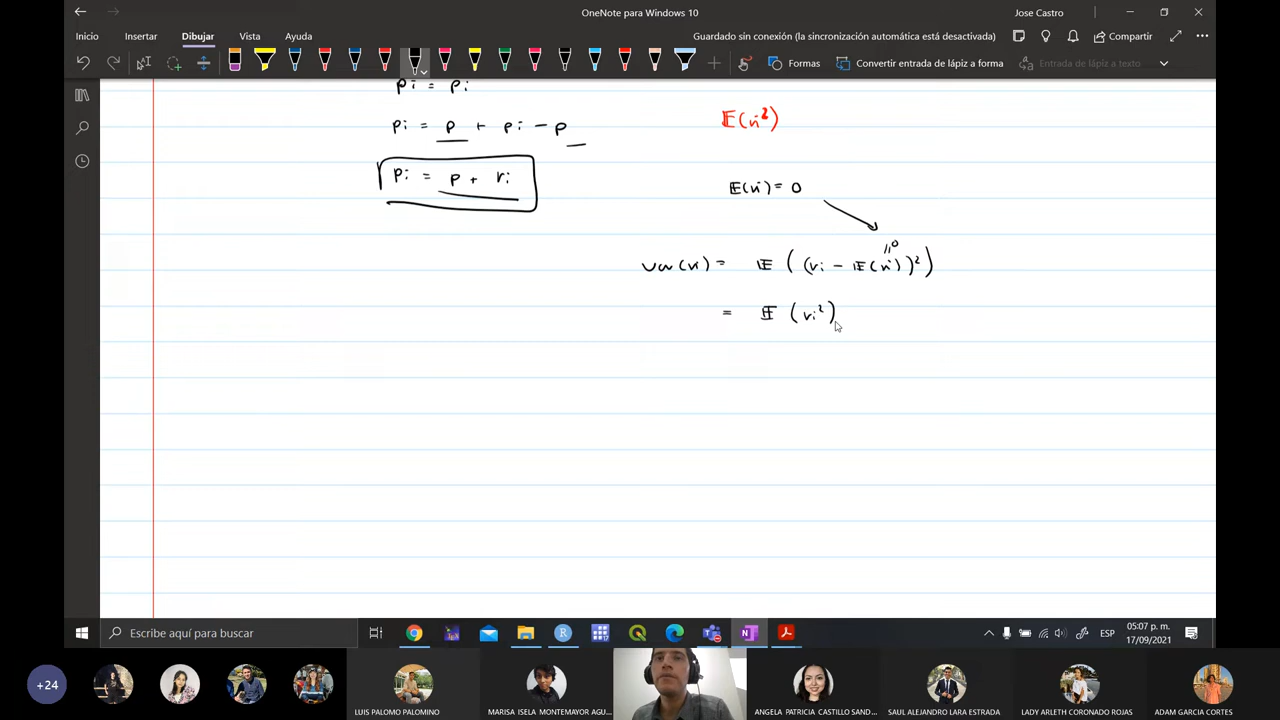 OneNote para Windows 10
Jose Castro
Inicio Insertar Dibujar Vista Ayuda
Guardado sin conexión (la sincronización automática está desactivada)
Compartir
Formas
Convertir entrada de lápiz a forma
Entrada de lápiz a texto
pi = pi
pi = p + pi - p
pi = p + ri
𝔼(ri²)
𝔼(ri) = 0
var(ri) = 𝔼 ( (ri - 𝔼(ri))² )
"0
= 𝔼 (ri²)
Escribe aquí para buscar
ESP
05:07 p. m.
17/09/2021
+24
LUIS PALOMO PALOMINO
MARISA ISELA MONTEMAYOR AGU...
ANGELA PATRICIA CASTILLO SAND...
SAUL ALEJANDRO LARA ESTRADA
LADY ARLETH CORONADO ROJAS
ADAM GARCIA CORTES